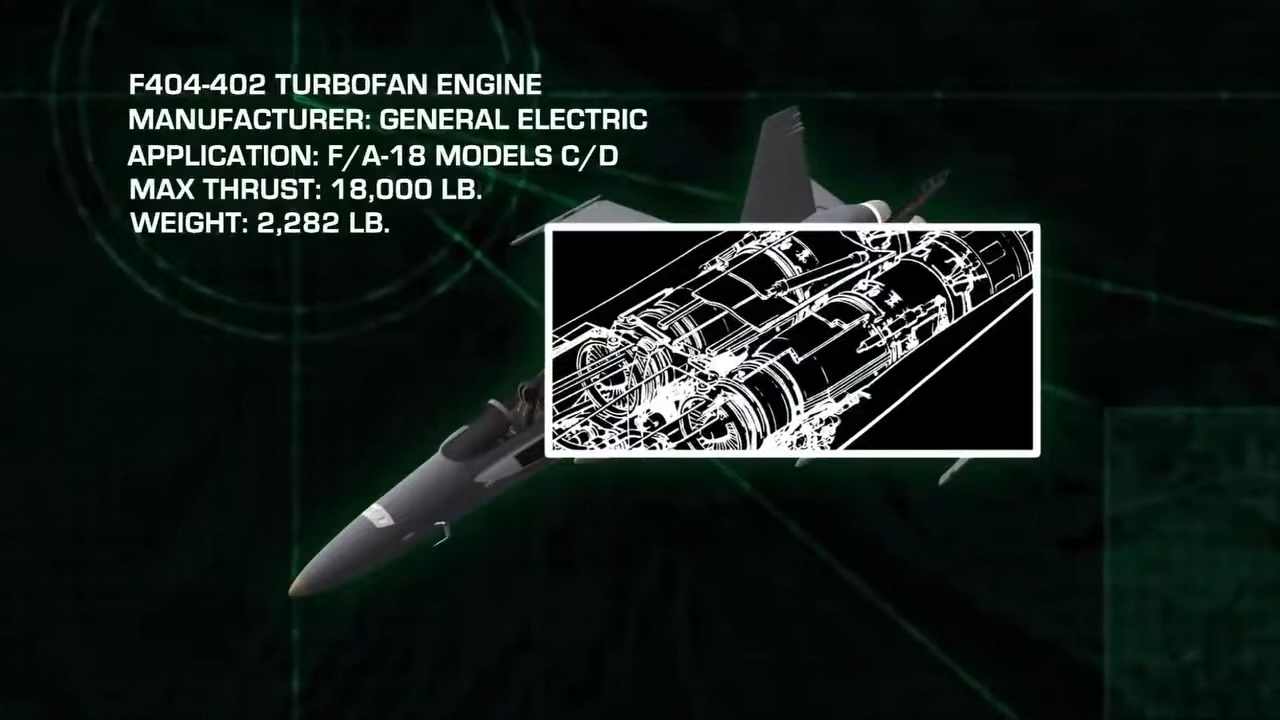 F404-402 TURBOFAN ENGINE
MANUFACTURER: GENERAL ELECTRIC
APPLICATION: F/A-18 MODELS C/D
MAX THRUST: 18,000 LB.
WEIGHT: 2,282 LB.